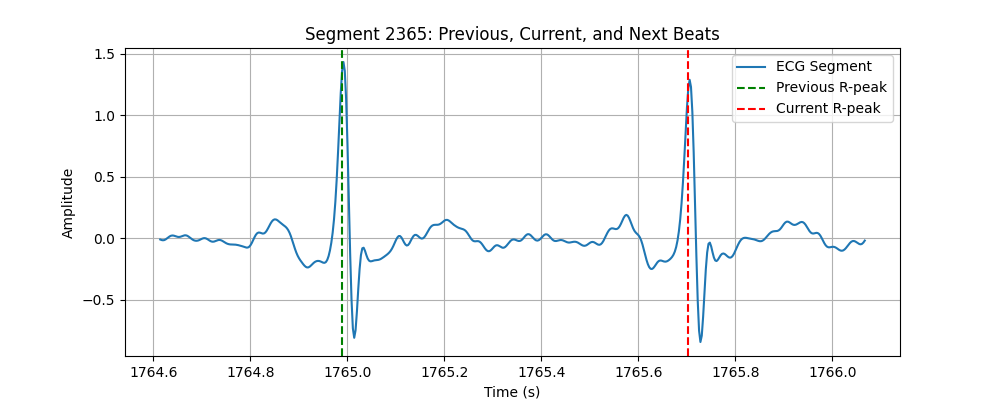 Segment 2365: Previous, Current, and Next Beats
ECG Segment
Previous R-peak
Current R-peak
1.5
1.0
0.5
0.0
−0.5
Amplitude
1764.6 1764.8 1765.0 1765.2 1765.4 1765.6 1765.8 1766.0
Time (s)